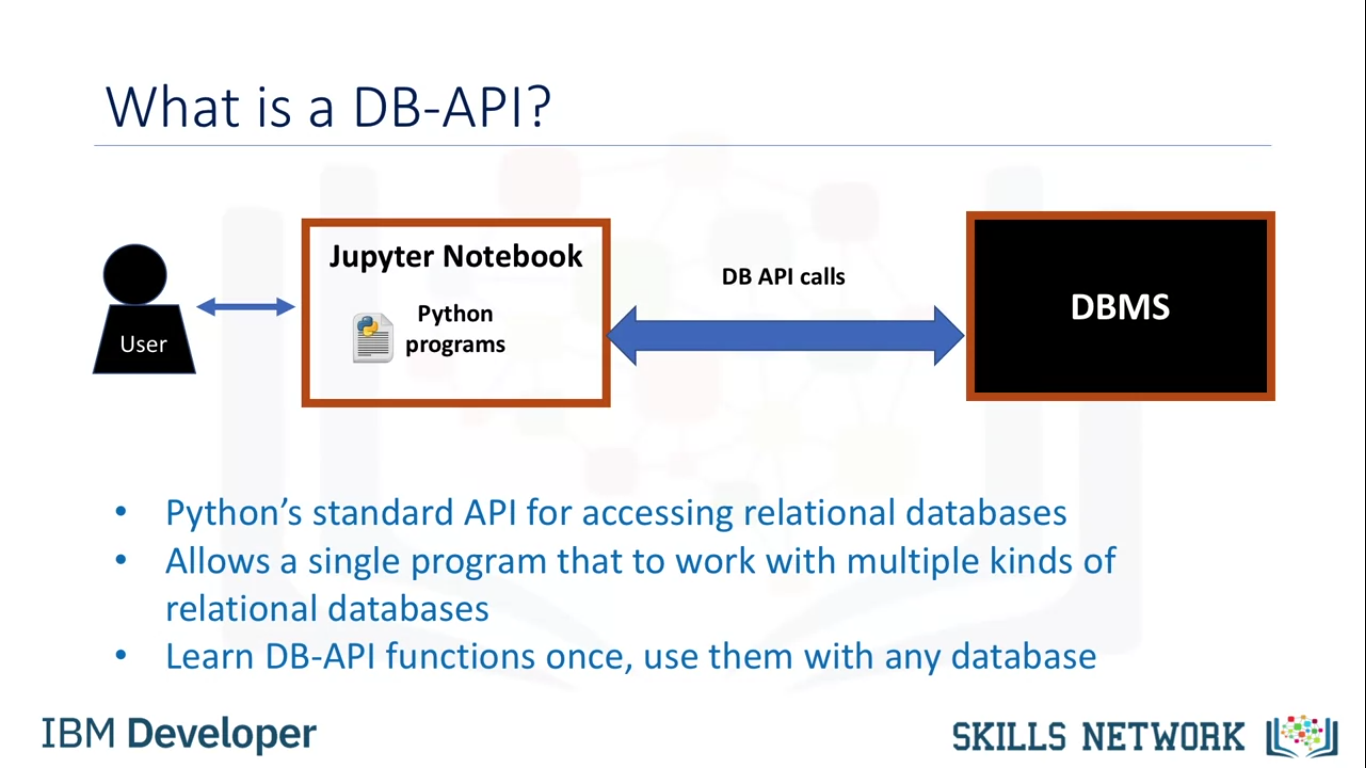 What is a DB-API?
User
Jupyter Notebook
Python
programs
DB API calls
DBMS
• Python’s standard API for accessing relational databases
• Allows a single program that to work with multiple kinds of
relational databases
• Learn DB-API functions once, use them with any database
IBM Developer
SKILLS NETWORK